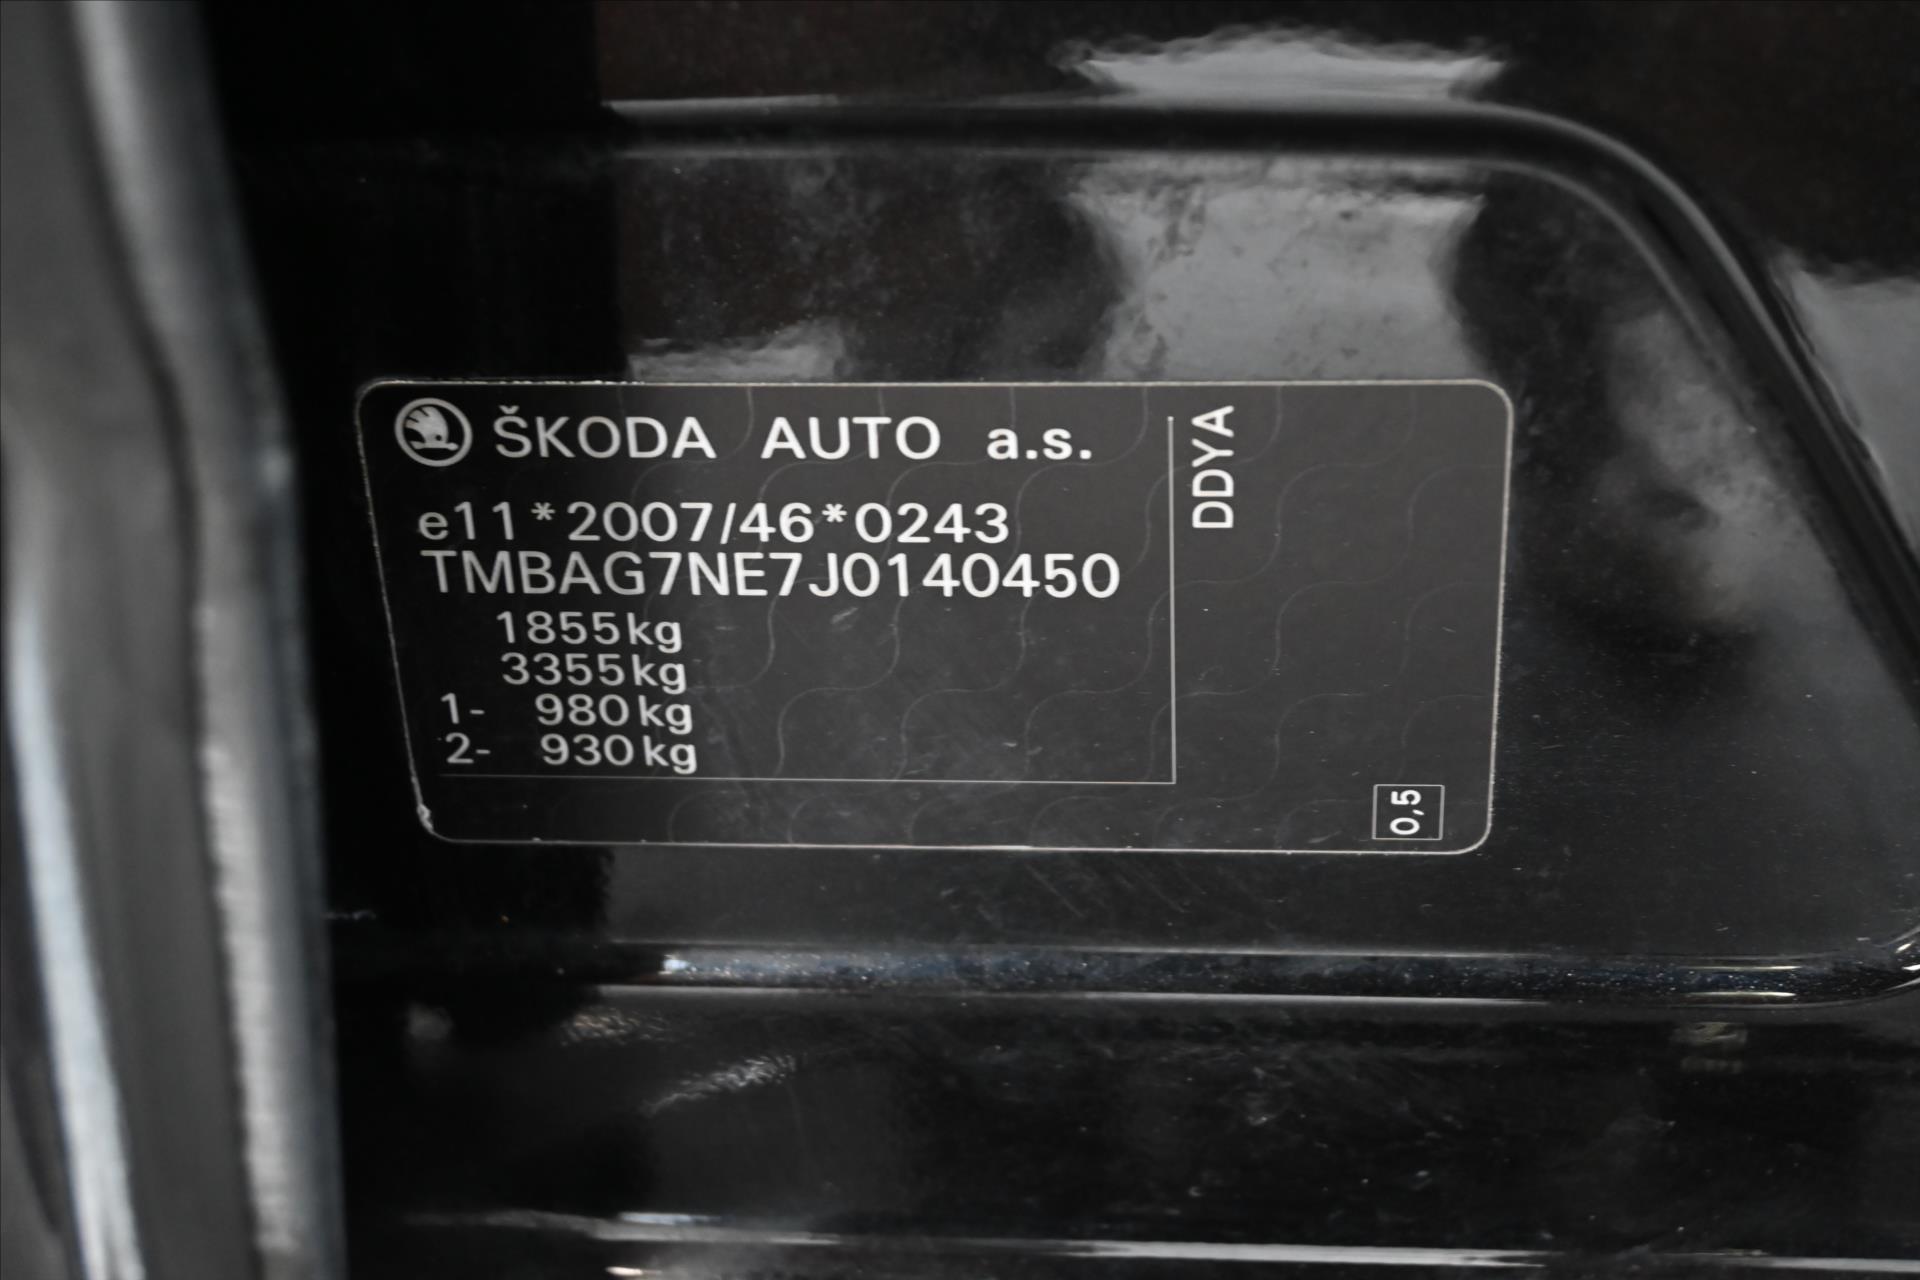 ŠKODA AUTO a.s.
e11*2007/46*0243
TMBAG7NE7J0140450
1855kg
3355kg
1- 980kg
2- 930kg
DDYA
0,5